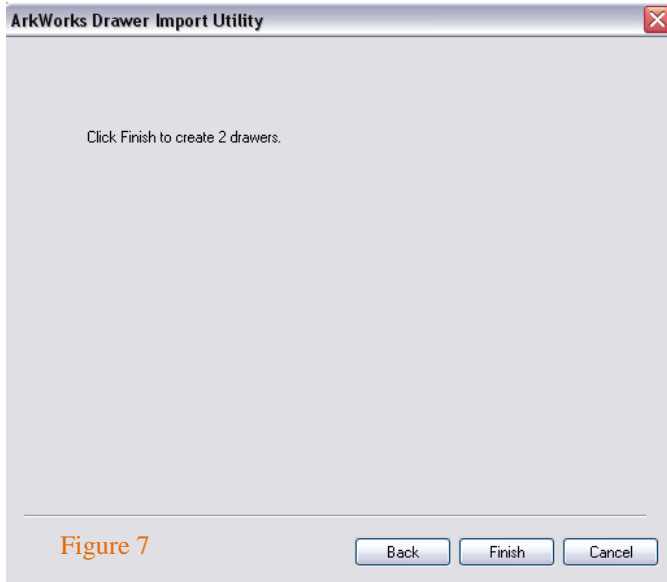 ArkWorks Drawer Import Utility
Click Finish to create 2 drawers.
Figure 7
Back Finish Cancel